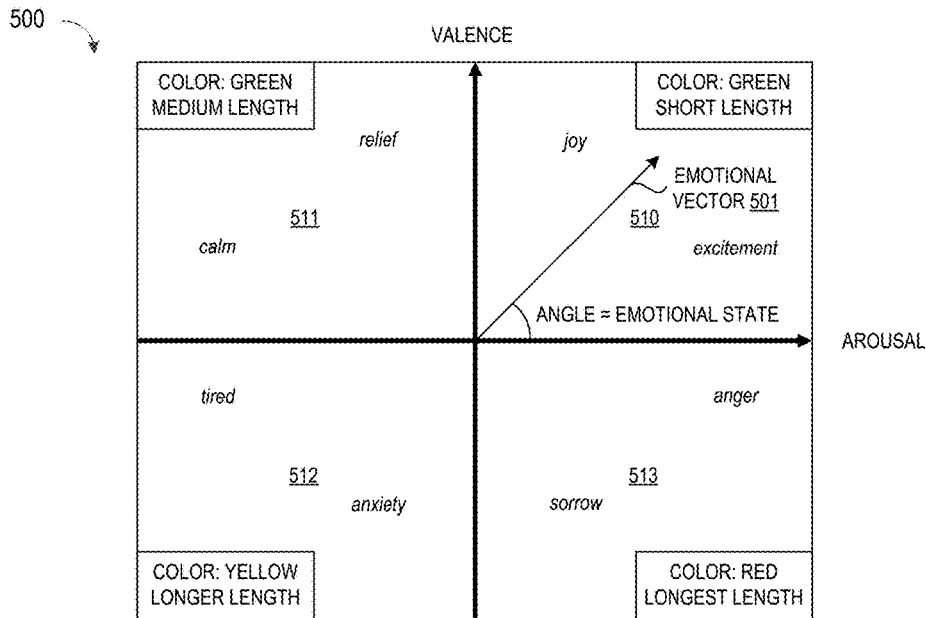 500
VALENCE
COLOR: GREEN
MEDIUM LENGTH
COLOR: GREEN
SHORT LENGTH
relief
joy
EMOTIONAL
VECTOR 501
511
510
calm
excitement
ANGLE = EMOTIONAL STATE
AROUSAL
tired
anger
512
513
anxiety
sorrow
COLOR: YELLOW
LONGER LENGTH
COLOR: RED
LONGEST LENGTH